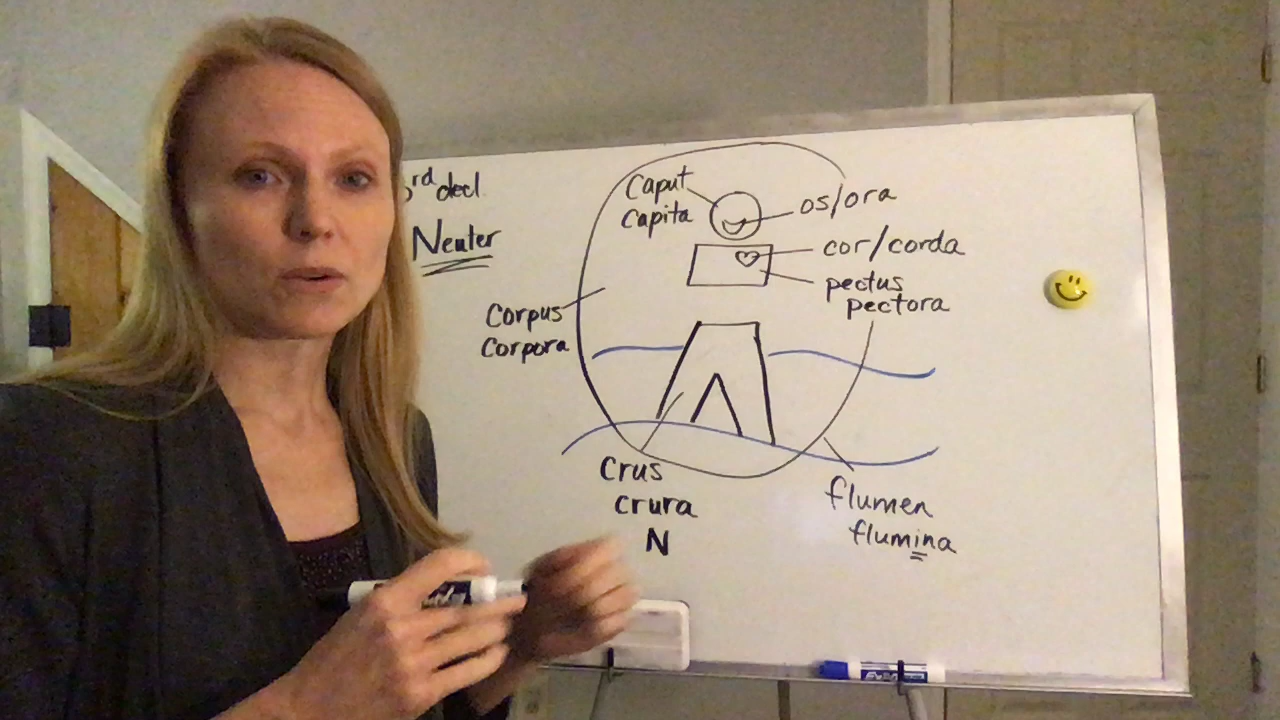 3rd decl.
Neuter
Caput
Capita
os/ora
cor/corda
pectus
pectora
Corpus
Corpora
Crus
crura
N
flumen
flumina